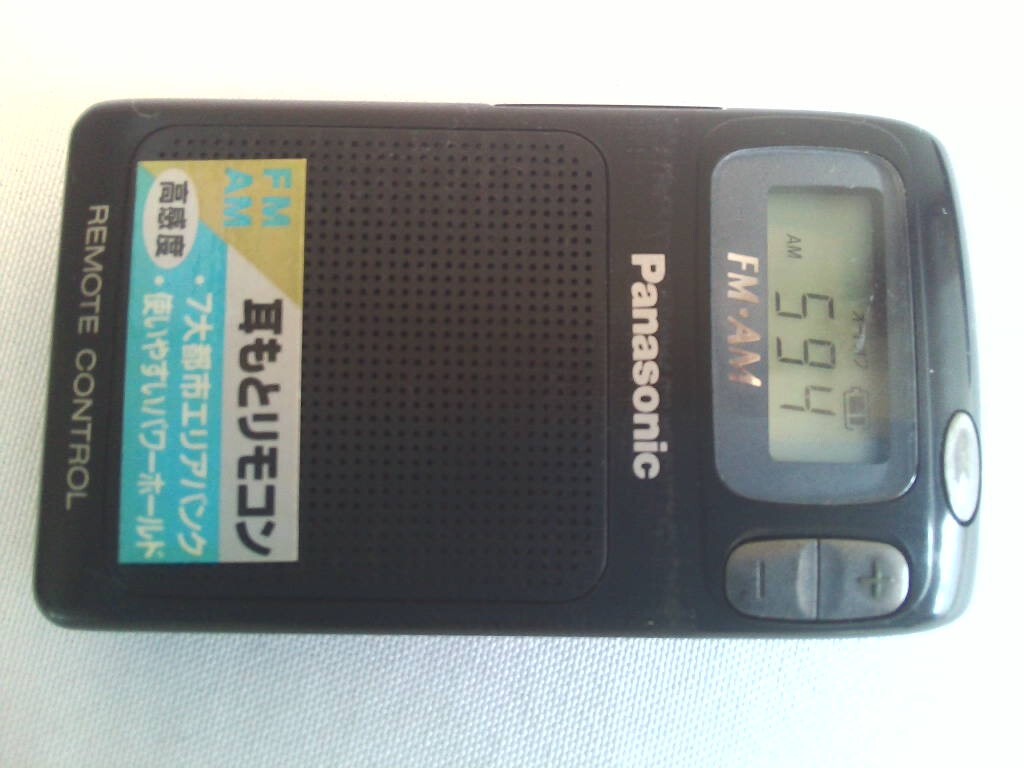 AM
594
FM・AM
－ ＋
Panasonic
FM
AM
耳もとリモコン
高感度
・7大都市エリアバンク
・使いやすいパワーホールド
REMOTE CONTROL